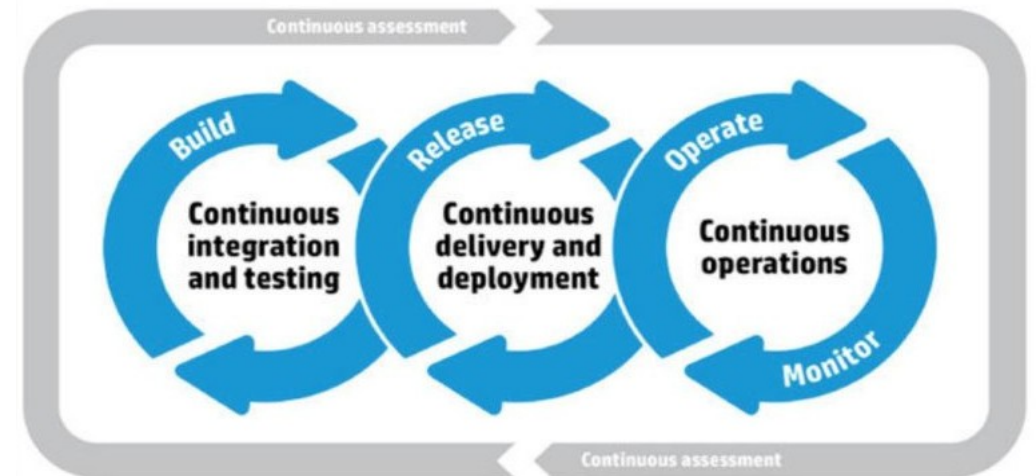 Continuous assessment
Build
Release
Operate
Continuous
integration
and testing
Continuous
delivery and
deployment
Continuous
operations
Monitor
Continuous assessment